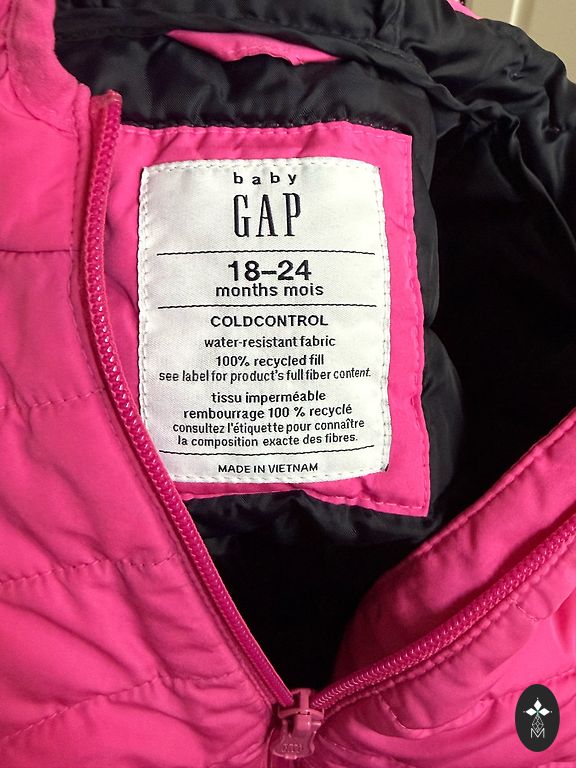 baby
GAP
18–24
months mois
COLDCONTROL
water-resistant fabric
100% recycled fill
see label for product's full fiber content.
tissu imperméable
rembourrage 100 % recyclé
consultez l'étiquette pour connaître
la composition exacte des fibres.
MADE IN VIETNAM
M